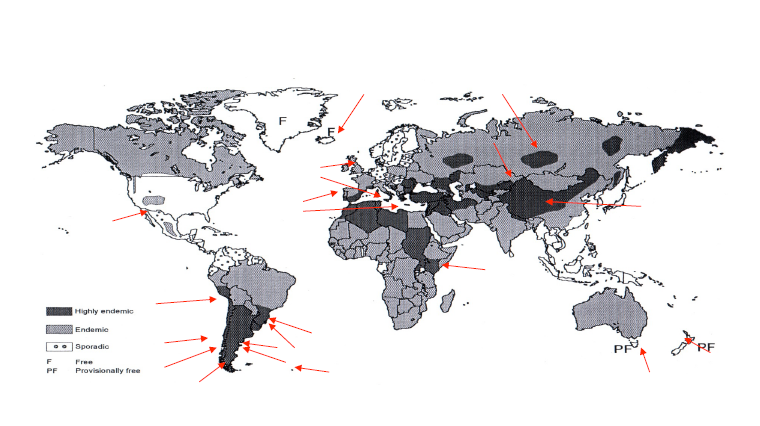 F
F
Highly endemic
Endemic
Sporadic
F Free
PF Provisionally free
PF
PF